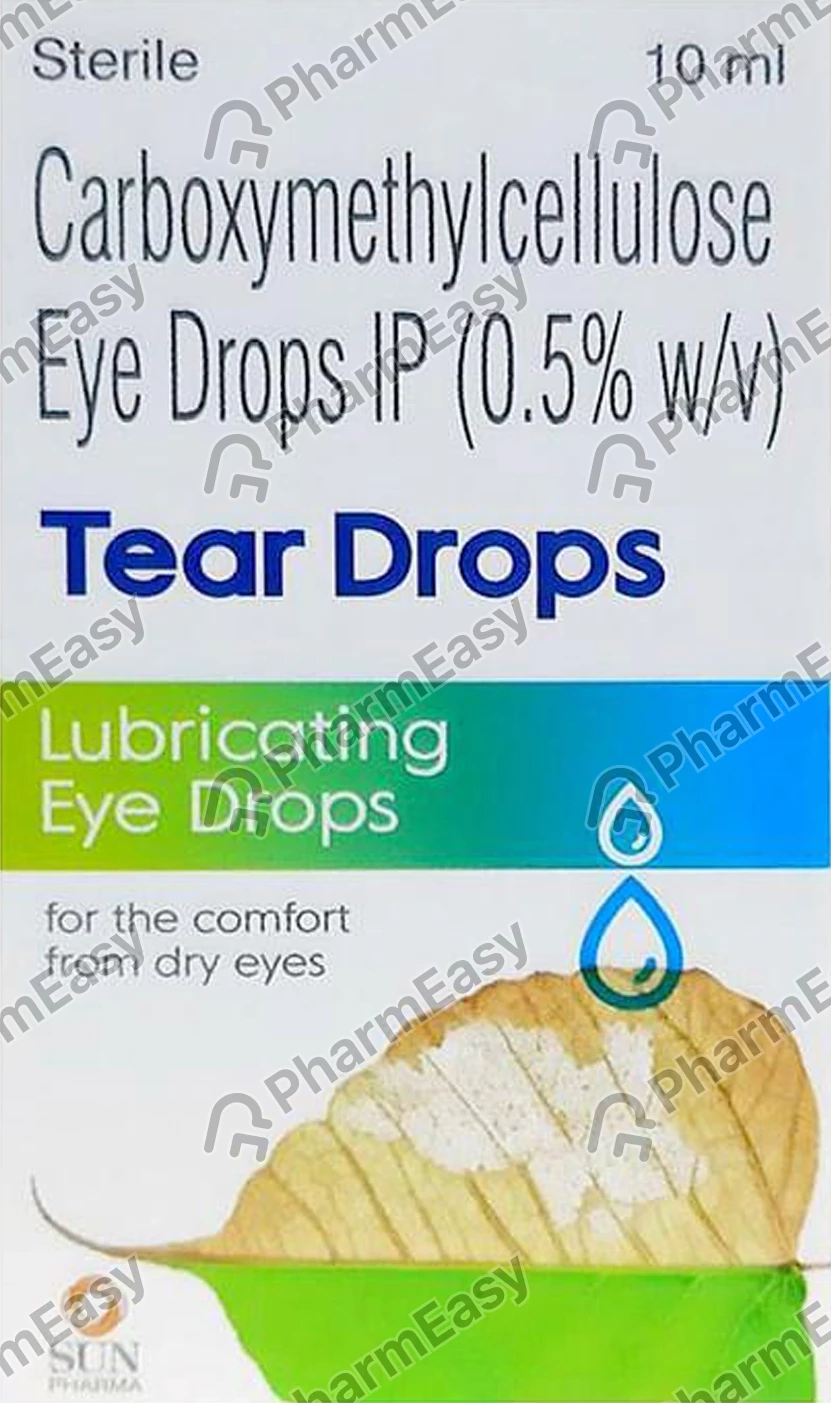 Sterile
10 ml
Carboxymethylcellulose
Eye Drops IP (0.5% w/v)
Tear Drops
Lubricating
Eye Drops
for the comfort
from dry eyes
SUN
PHARMA
PharmEasy